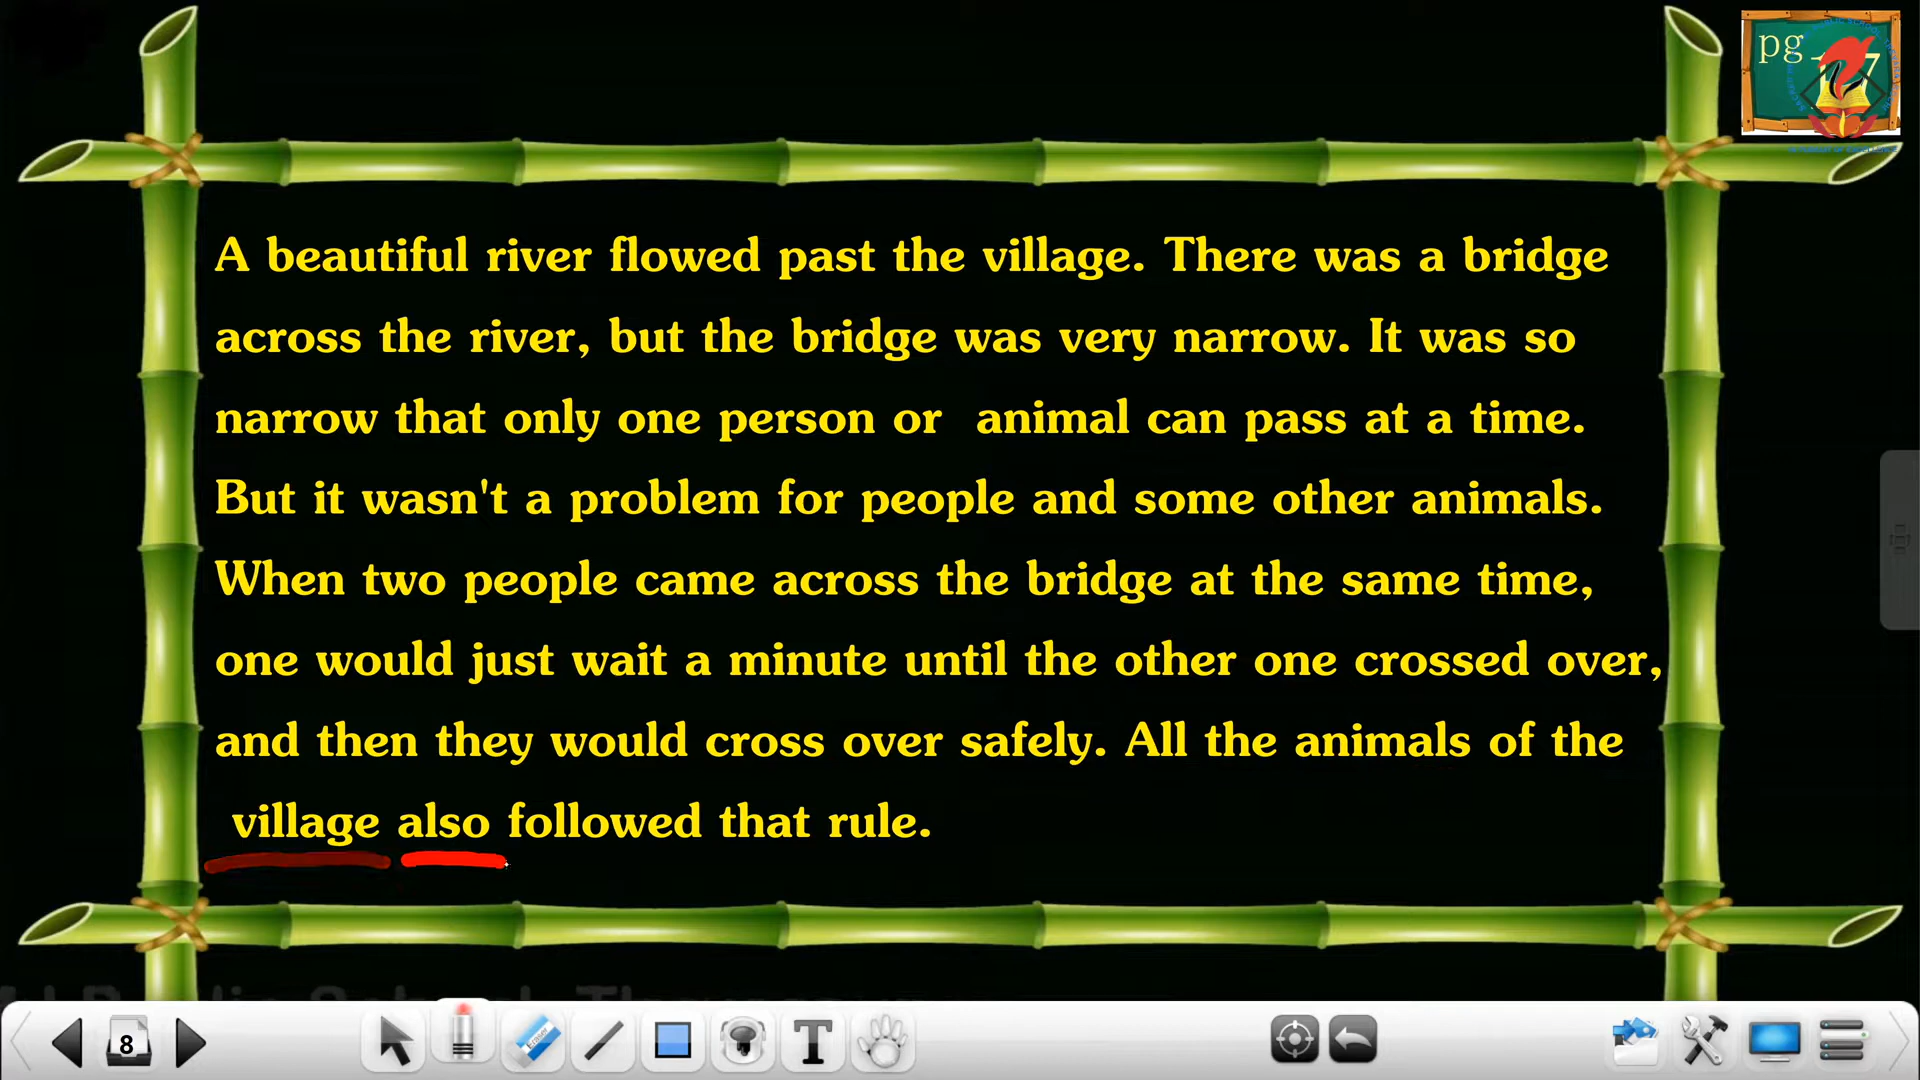 pg
A beautiful river flowed past the village. There was a bridge
across the river, but the bridge was very narrow. It was so
narrow that only one person or animal can pass at a time.
But it wasn't a problem for people and some other animals.
When two people came across the bridge at the same time,
one would just wait a minute until the other one crossed over,
and then they would cross over safely. All the animals of the
village also followed that rule.
8
Eraser
T